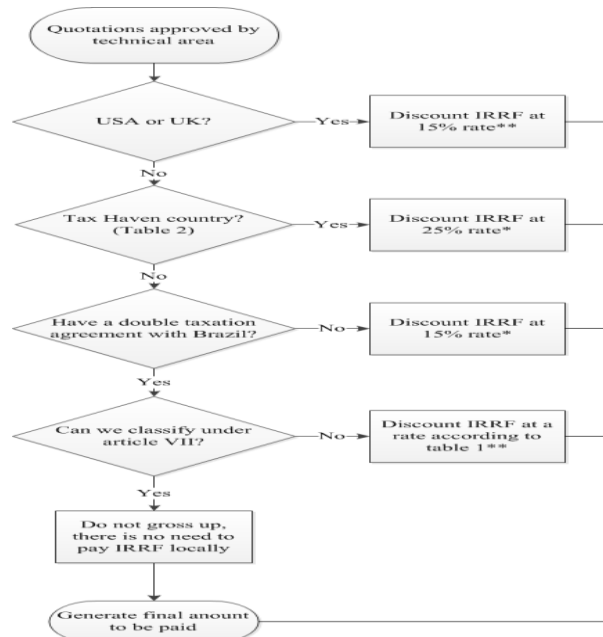 Quotations approved by
technical area
USA or UK?
Yes
Discount IRRF at
15% rate**
No
Tax Haven country?
(Table 2)
Yes
Discount IRRF at
25% rate*
No
Have a double taxation
agreement with Brazil?
No
Discount IRRF at
15% rate*
Yes
Can we classify under
article VII?
No
Discount IRRF at a
rate according to
table 1**
Yes
Do not gross up,
there is no need to
pay IRRF locally
Generate final amount
to be paid